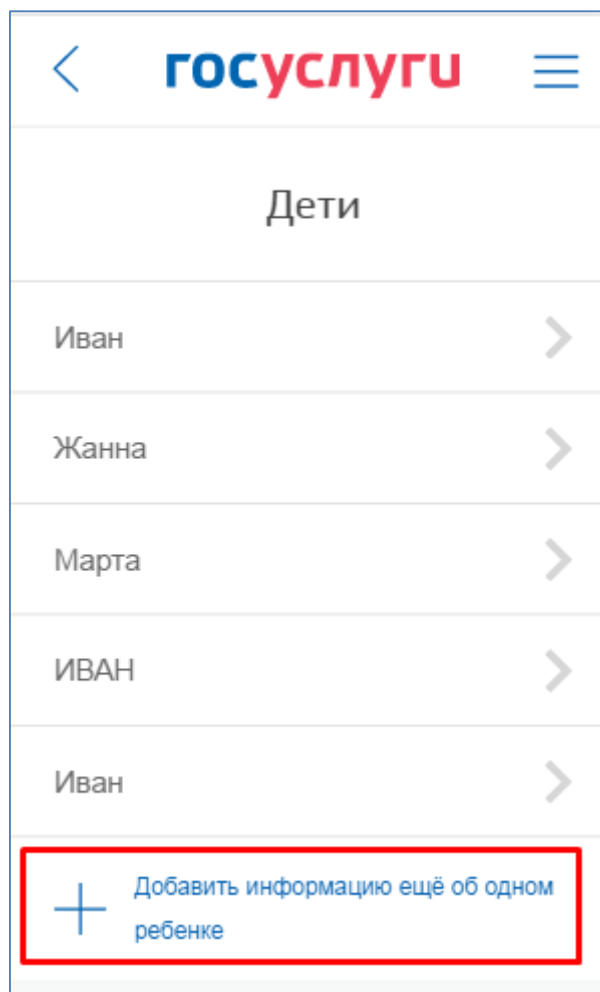 госуслуги
Дети
Иван
Жанна
Марта
ИВАН
Иван
Добавить информацию ещё об одном
ребенке